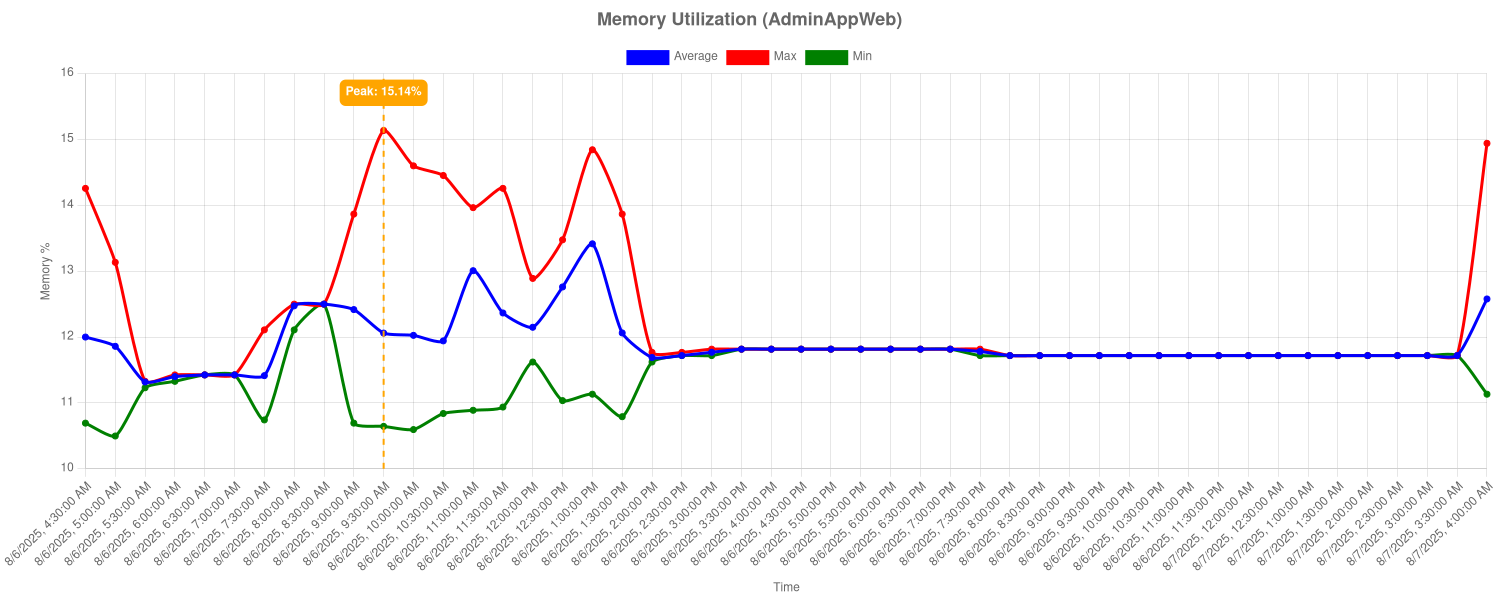 Memory Utilization (AdminAppWeb)
Average Max Min
Peak: 15.14%
16
15
14
13
12
11
10
Memory %
8/6/2025, 4:30:00 AM
8/6/2025, 5:00:00 AM
8/6/2025, 5:30:00 AM
8/6/2025, 6:00:00 AM
8/6/2025, 6:30:00 AM
8/6/2025, 7:00:00 AM
8/6/2025, 7:30:00 AM
8/6/2025, 8:00:00 AM
8/6/2025, 8:30:00 AM
8/6/2025, 9:00:00 AM
8/6/2025, 9:30:00 AM
8/6/2025, 10:00:00 AM
8/6/2025, 10:30:00 AM
8/6/2025, 11:00:00 AM
8/6/2025, 11:30:00 AM
8/6/2025, 12:00:00 PM
8/6/2025, 12:30:00 PM
8/6/2025, 1:00:00 PM
8/6/2025, 1:30:00 PM
8/6/2025, 2:00:00 PM
8/6/2025, 2:30:00 PM
8/6/2025, 3:00:00 PM
8/6/2025, 3:30:00 PM
8/6/2025, 4:00:00 PM
8/6/2025, 4:30:00 PM
8/6/2025, 5:00:00 PM
8/6/2025, 5:30:00 PM
8/6/2025, 6:00:00 PM
8/6/2025, 6:30:00 PM
8/6/2025, 7:00:00 PM
8/6/2025, 7:30:00 PM
8/6/2025, 8:00:00 PM
8/6/2025, 8:30:00 PM
8/6/2025, 9:00:00 PM
8/6/2025, 9:30:00 PM
8/6/2025, 10:00:00 PM
8/6/2025, 10:30:00 PM
8/6/2025, 11:00:00 PM
8/6/2025, 11:30:00 PM
8/7/2025, 12:00:00 AM
8/7/2025, 12:30:00 AM
8/7/2025, 1:00:00 AM
8/7/2025, 1:30:00 AM
8/7/2025, 2:00:00 AM
8/7/2025, 2:30:00 AM
8/7/2025, 3:00:00 AM
8/7/2025, 3:30:00 AM
8/7/2025, 4:00:00 AM
Time